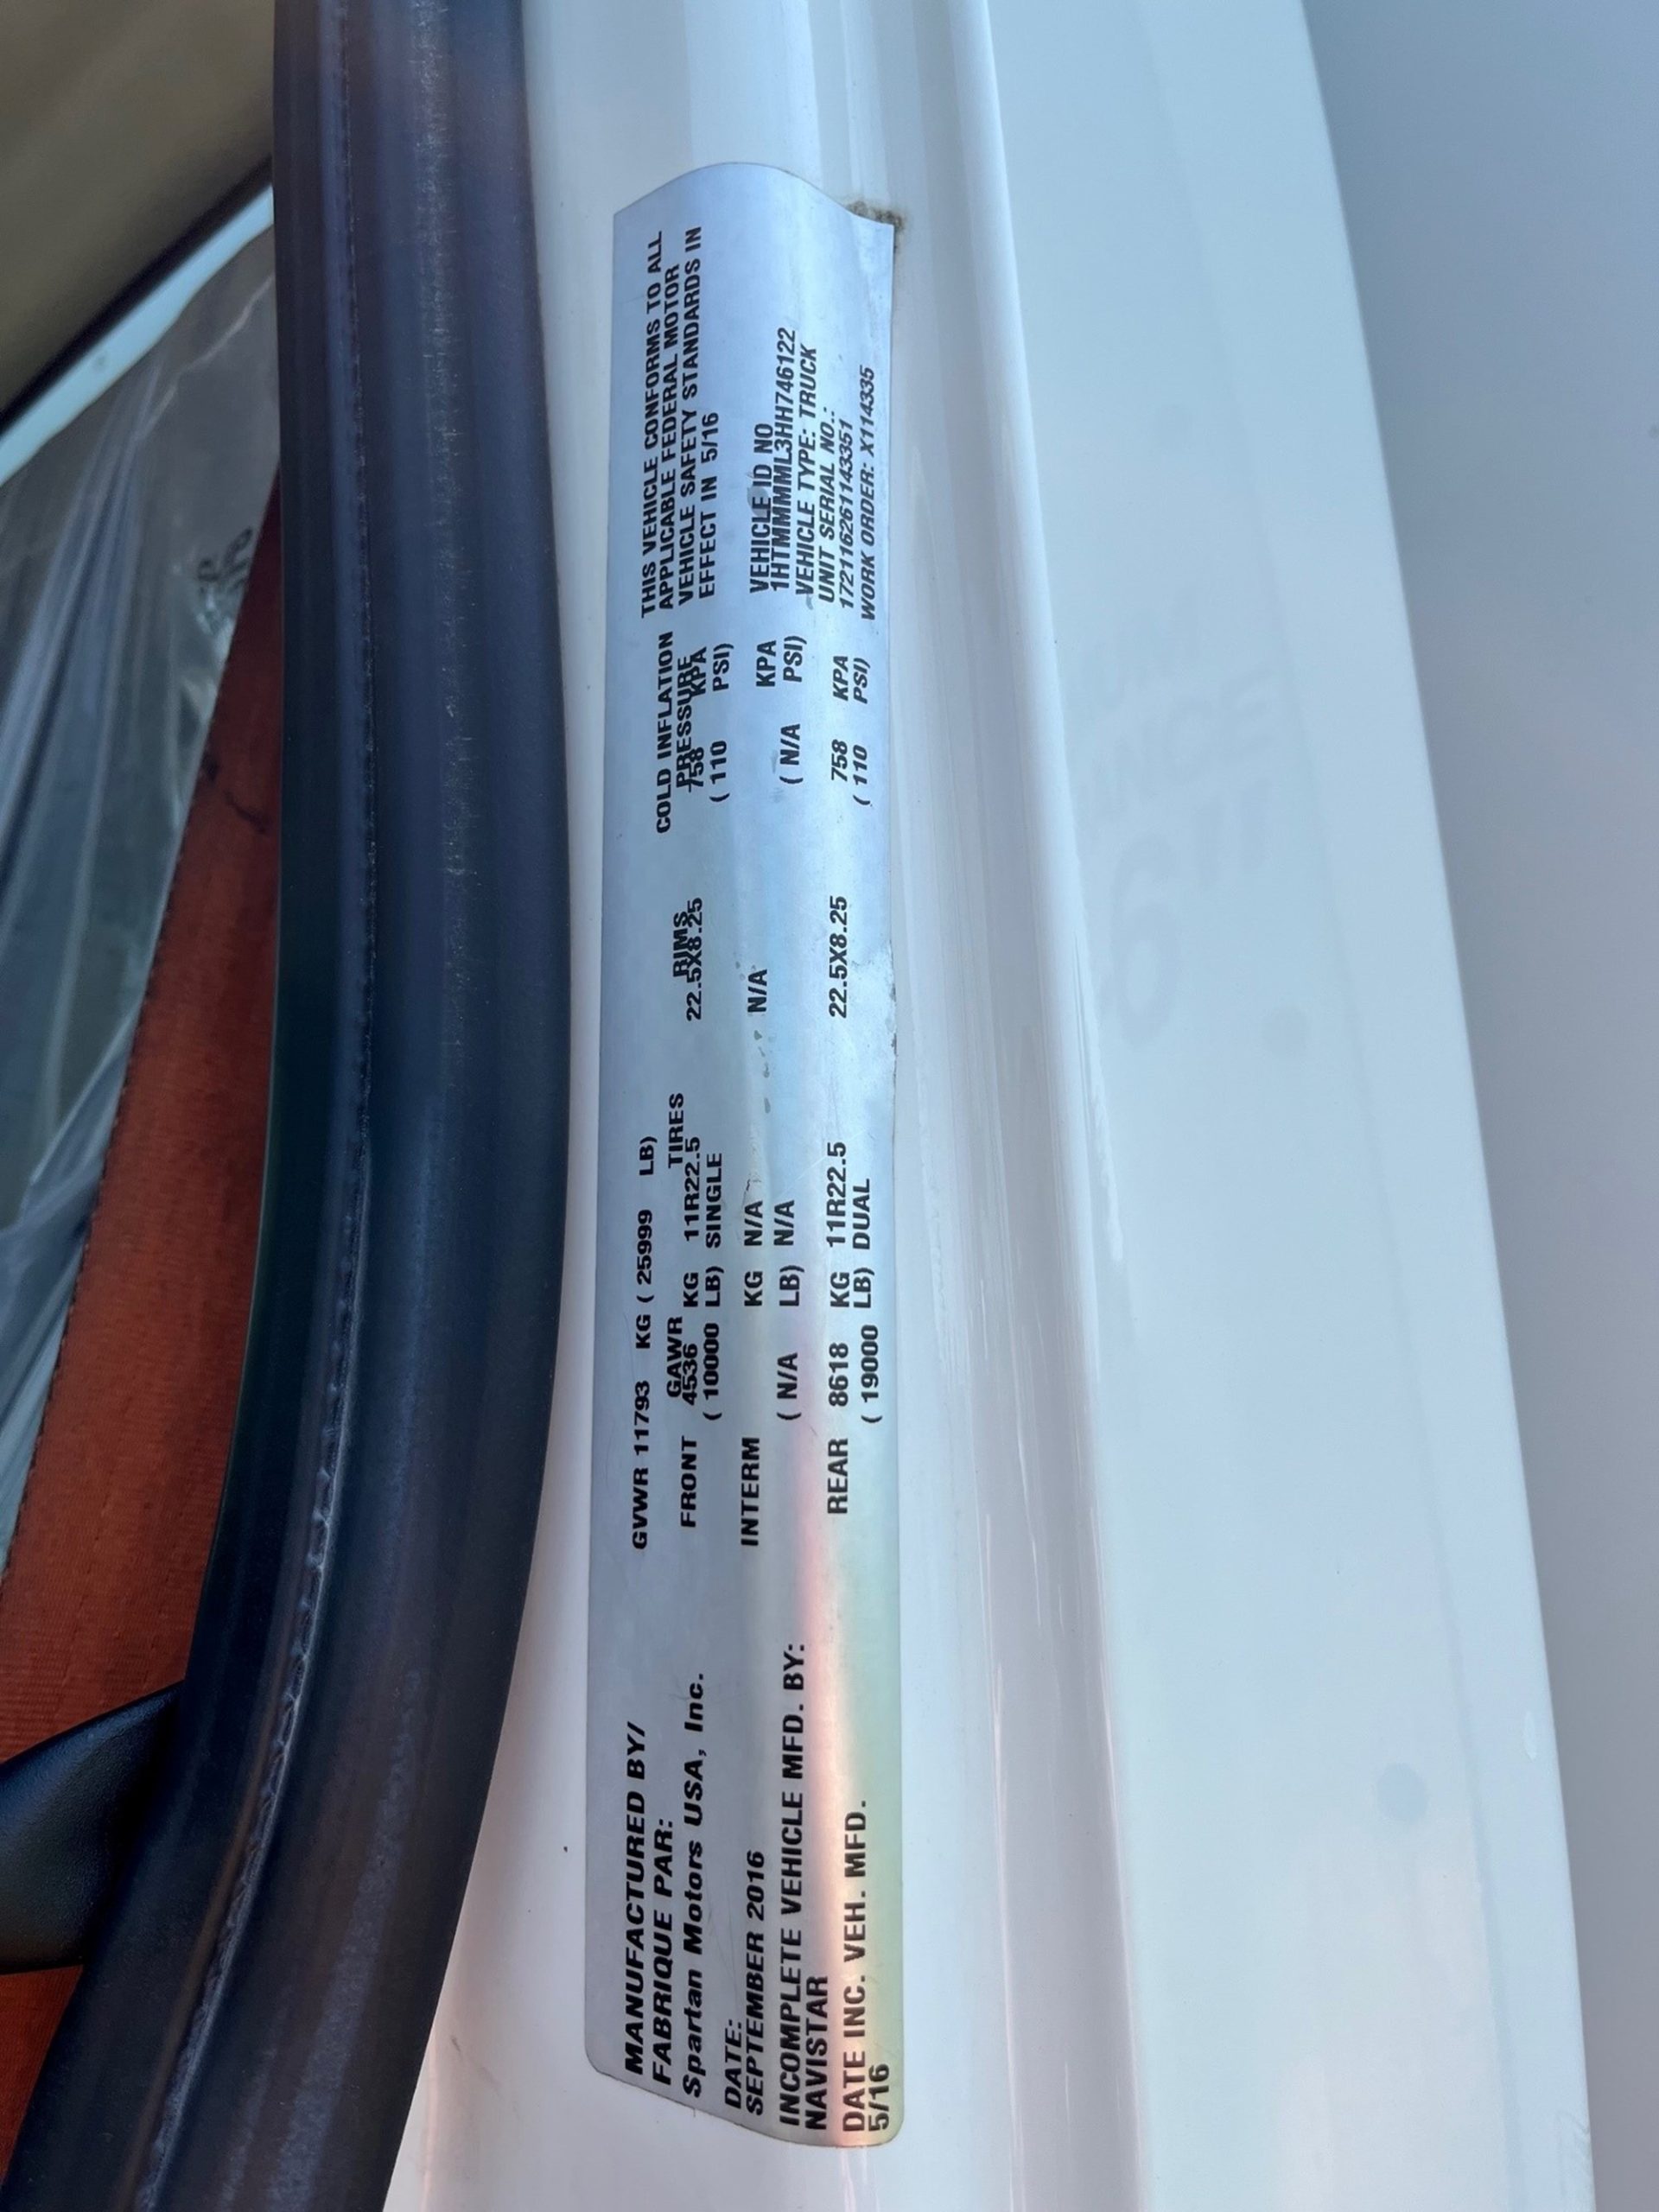 MANUFACTURED BY/
FABRIQUE PAR:
Spartan Motors USA, Inc.
DATE:
SEPTEMBER 2016
INCOMPLETE VEHICLE MFD. BY:
NAVISTAR
DATE INC. VEH. MFD.
5/16
GVWR 11793 KG ( 25999 LB)
GAWR TIRES RIMS COLD INFLATION
PRESSURE
FRONT 4536 KG 11R22.5 22.5X8.25 758 KPA
( 10000 LB) SINGLE ( 110 PSI)
INTERM KG N/A N/A KPA
( N/A LB) N/A ( N/A PSI)
REAR 8618 KG 11R22.5 22.5X8.25 758 KPA
( 19000 LB) DUAL ( 110 PSI)
THIS VEHICLE CONFORMS TO ALL
APPLICABLE FEDERAL MOTOR
VEHICLE SAFETY STANDARDS IN
EFFECT IN 5/16
VEHICLE ID NO
1HTMMMML3HH746122
VEHICLE TYPE: TRUCK
UNIT SERIAL NO.:
172116261143351
WORK ORDER: X114335